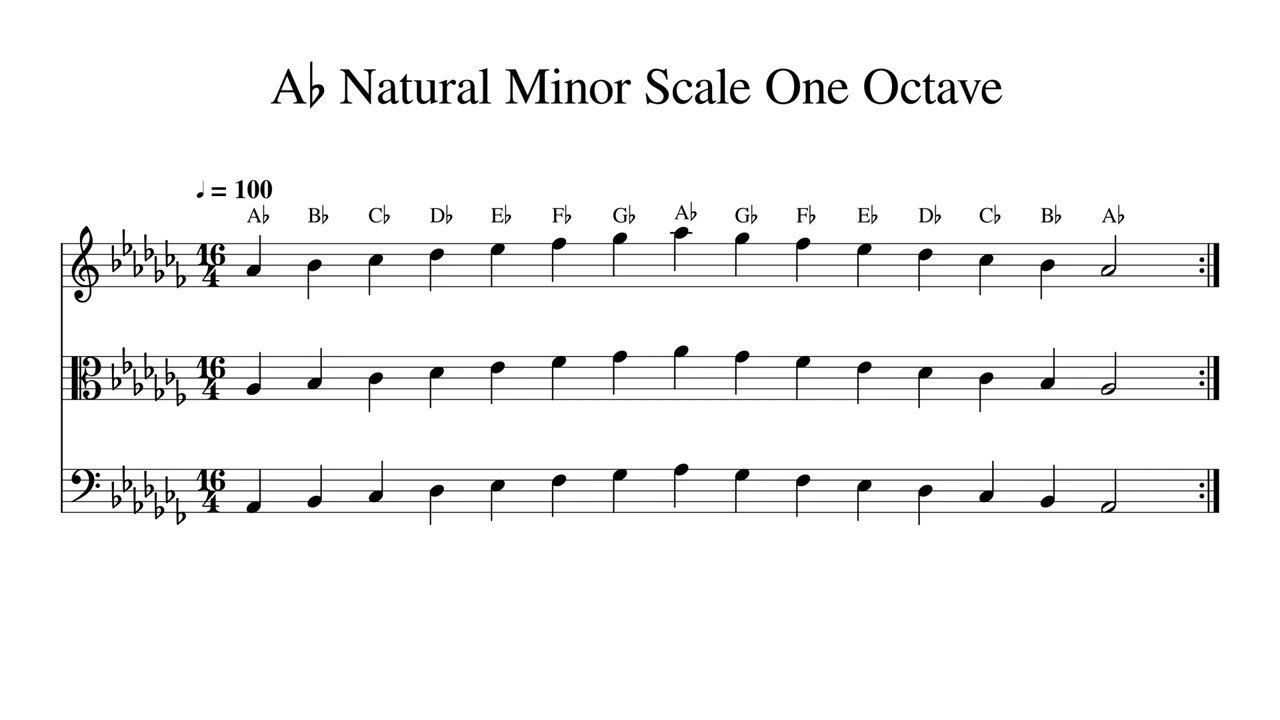 A♭ Natural Minor Scale One Octave
♩ = 100
A♭ B♭ C♭ D♭ E♭ F♭ G♭ A♭ G♭ F♭ E♭ D♭ C♭ B♭ A♭
16
4
16
4
16
4